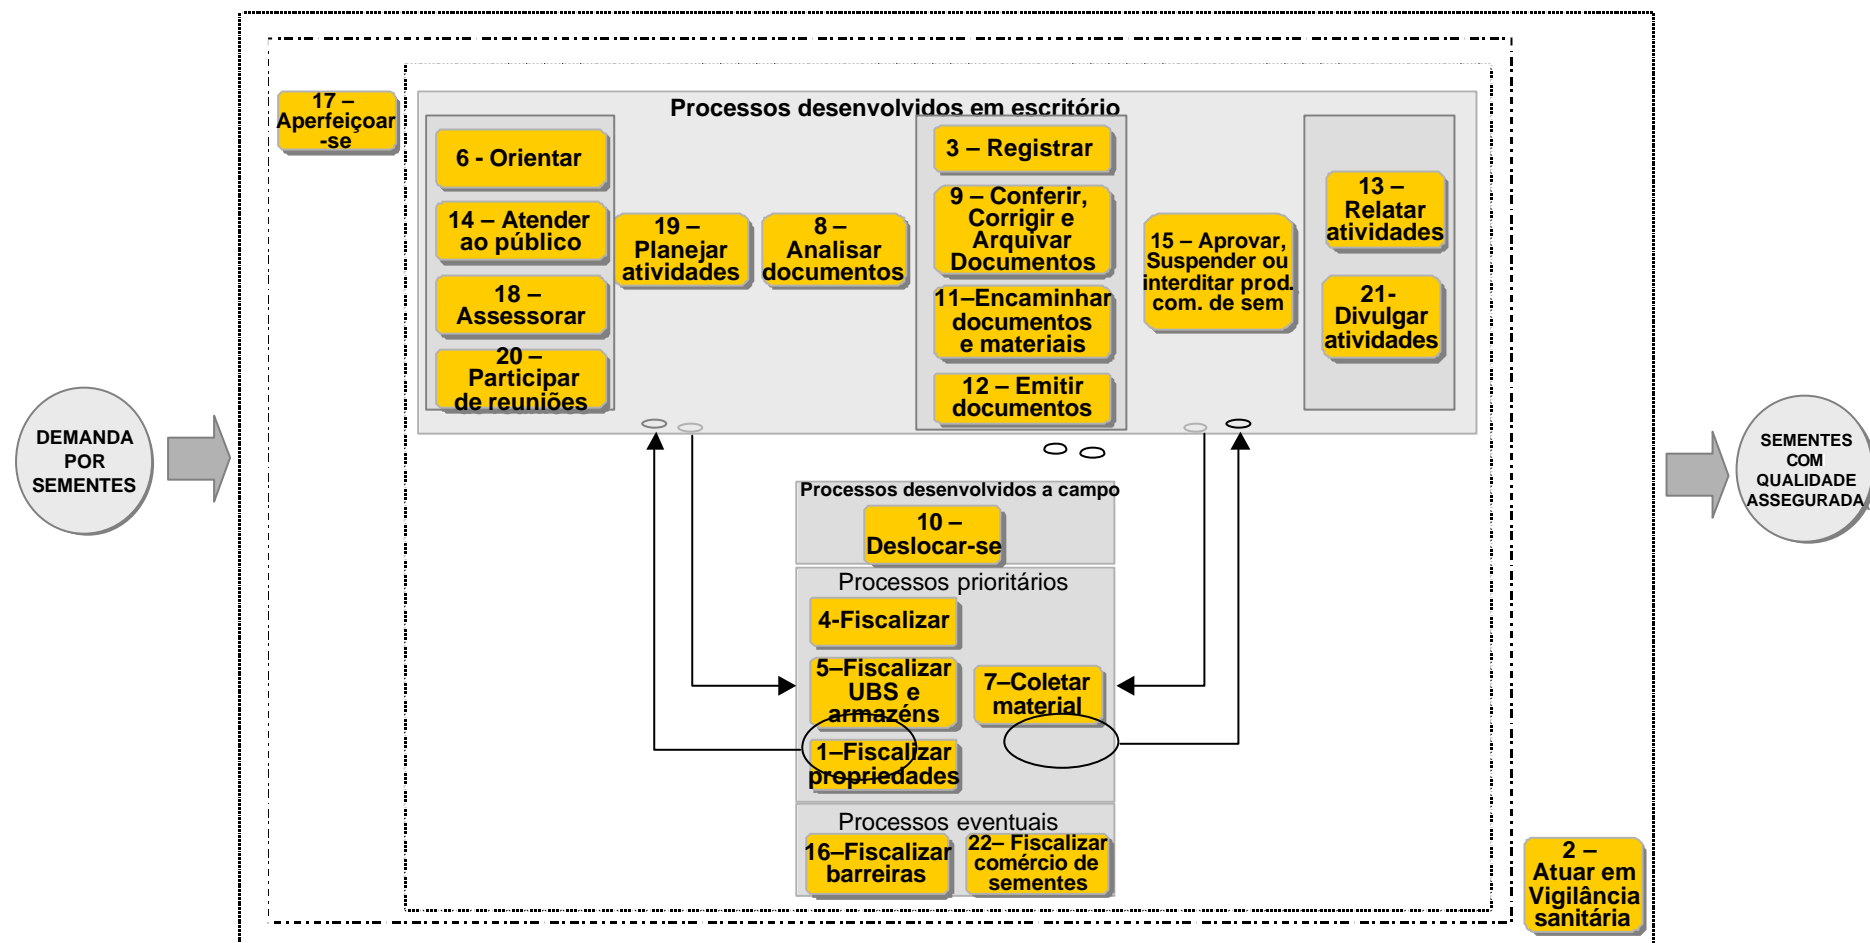 17 –
Aperfeiçoar
-se
Processos desenvolvidos em escritório
6 - Orientar
14 – Atender
ao público
18 –
Assessorar
20 –
Participar
de reuniões
19 –
Planejar
atividades
8 –
Analisar
documentos
3 – Registrar
9 – Conferir,
Corrigir e
Arquivar
Documentos
11–Encaminhar
documentos
e materiais
12 – Emitir
documentos
15 – Aprovar,
Suspender ou
interditar prod.
com. de sem
13 –
Relatar
atividades
21-
Divulgar
atividades
DEMANDA
POR
SEMENTES
SEMENTES
COM
QUALIDADE
ASSEGURADA
Processos desenvolvidos a campo
10 –
Deslocar-se
Processos prioritários
4-Fiscalizar
5–Fiscalizar
UBS e
armazéns
7–Coletar
material
1–Fiscalizar
propriedades
Processos eventuais
16–Fiscalizar
barreiras
22– Fiscalizar
comércio de
sementes
2 –
Atuar em
Vigilância
sanitária